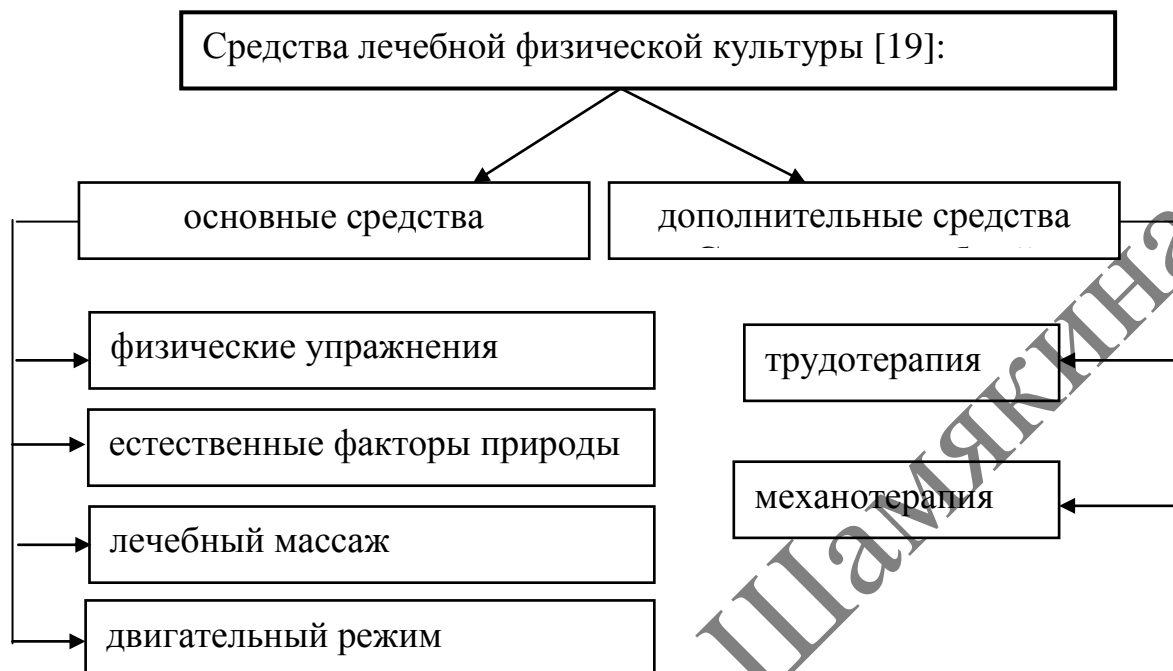 Средства лечебной физической культуры [19]:
основные средства
дополнительные средства
физические упражнения
естественные факторы природы
лечебный массаж
двигательный режим
трудотерапия
механотерапия
Шамякина